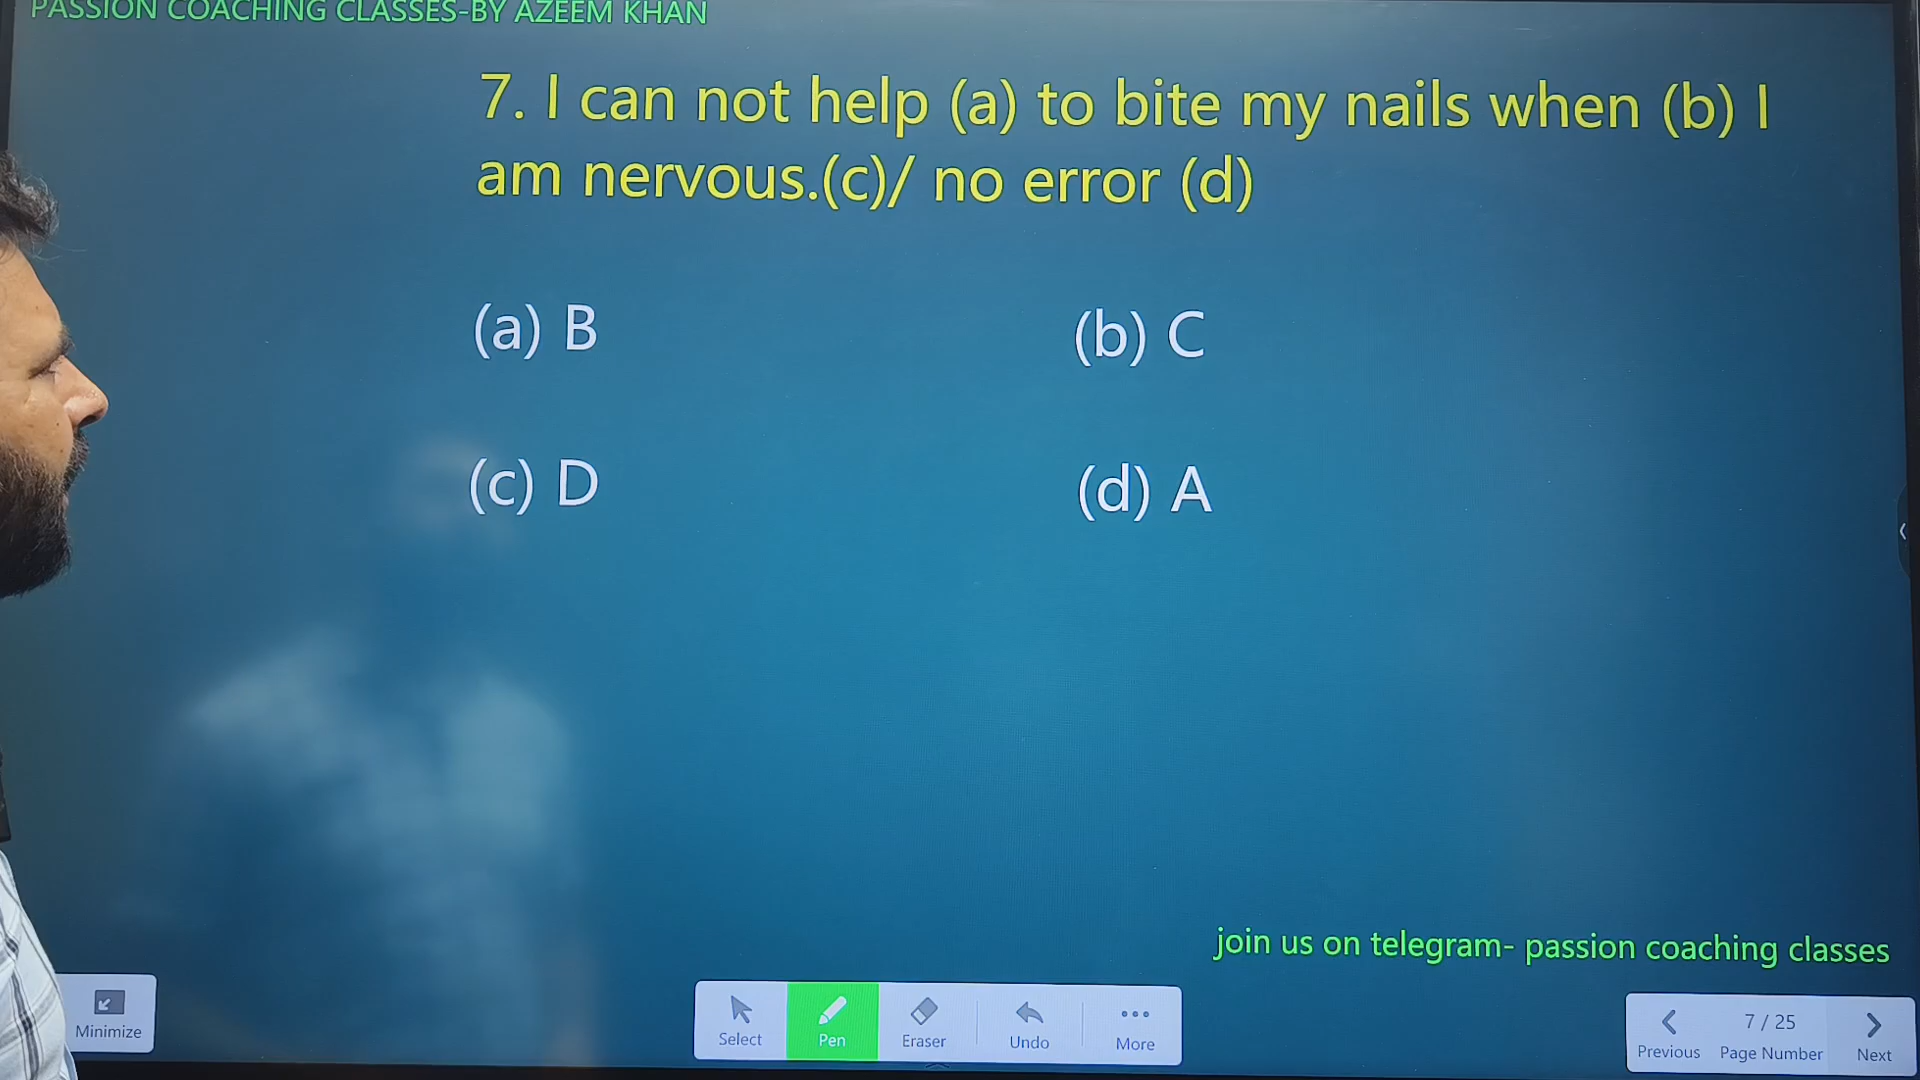 PASSION COACHING CLASSES-BY AZEEM KHAN
7. I can not help (a) to bite my nails when (b) I
am nervous.(c)/ no error (d)
(a) B
(b) C
(c) D
(d) A
join us on telegram- passion coaching classes
Minimize
Select
Pen
Eraser
Undo
More
7 / 25
Previous
Page Number
Next